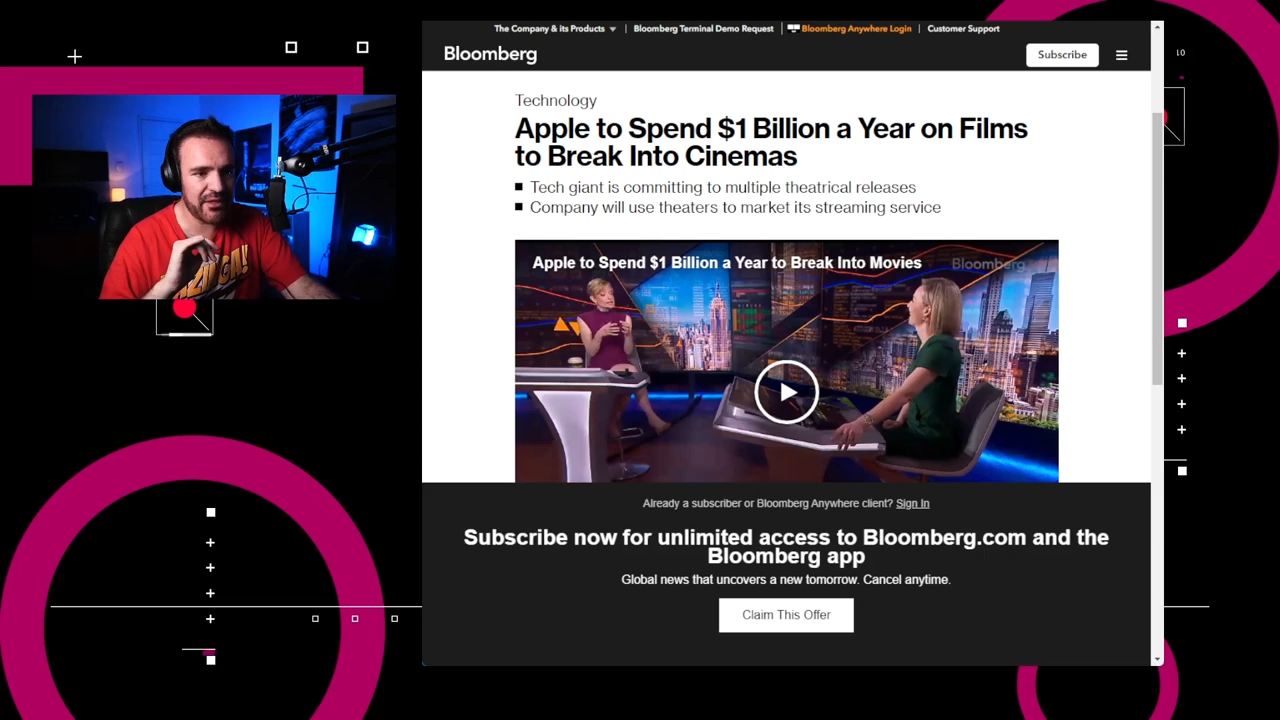 The Company & its Products
Bloomberg Terminal Demo Request
Bloomberg Anywhere Login
Customer Support
Bloomberg
Subscribe
10
Technology
Apple to Spend $1 Billion a Year on Films
to Break Into Cinemas
Tech giant is committing to multiple theatrical releases
Company will use theaters to market its streaming service
Apple to Spend $1 Billion a Year to Break Into Movies
Bloomberg
Already a subscriber or Bloomberg Anywhere client? Sign In
Subscribe now for unlimited access to Bloomberg.com and the
Bloomberg app
Global news that uncovers a new tomorrow. Cancel anytime.
Claim This Offer